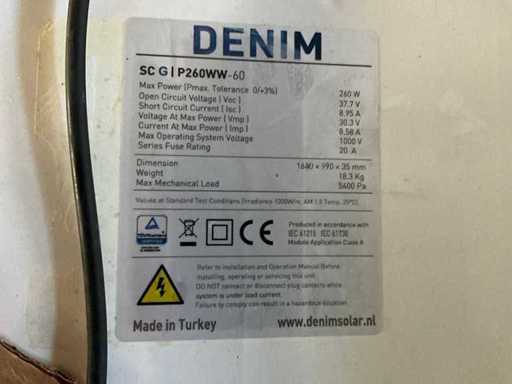 DENIM
SC G | P260WW-60
Max Power (Pmax. Tolerance 0/+3%) 260 W
Open Circuit Voltage ( Voc ) 37.7 V
Short Circuit Current ( Isc ) 8.95 A
Voltage At Max Power ( Vmp ) 30.3 V
Current At Max Power ( Imp ) 8.58 A
Max Operating System Voltage 1000 V
Series Fuse Rating 20 A
Dimension 1640 x 990 x 35 mm
Weight 18.3 Kg
Max Mechanical Load 5400 Pa
Values at Standard Test Conditions (Irradiance 1000W/m, AM 1.5 Temp. 25°C)
Produced in accordance with
IEC 61215 IEC 61730
Module Application Class A
Refer to Installation and Operation Manual Before
installing, operating or servicing this unit.
DO NOT connect or disconnect plug contacts while
system is under load current
Failure to comply can result in a hazardous situation.
Made in Turkey www.denimsolar.nl